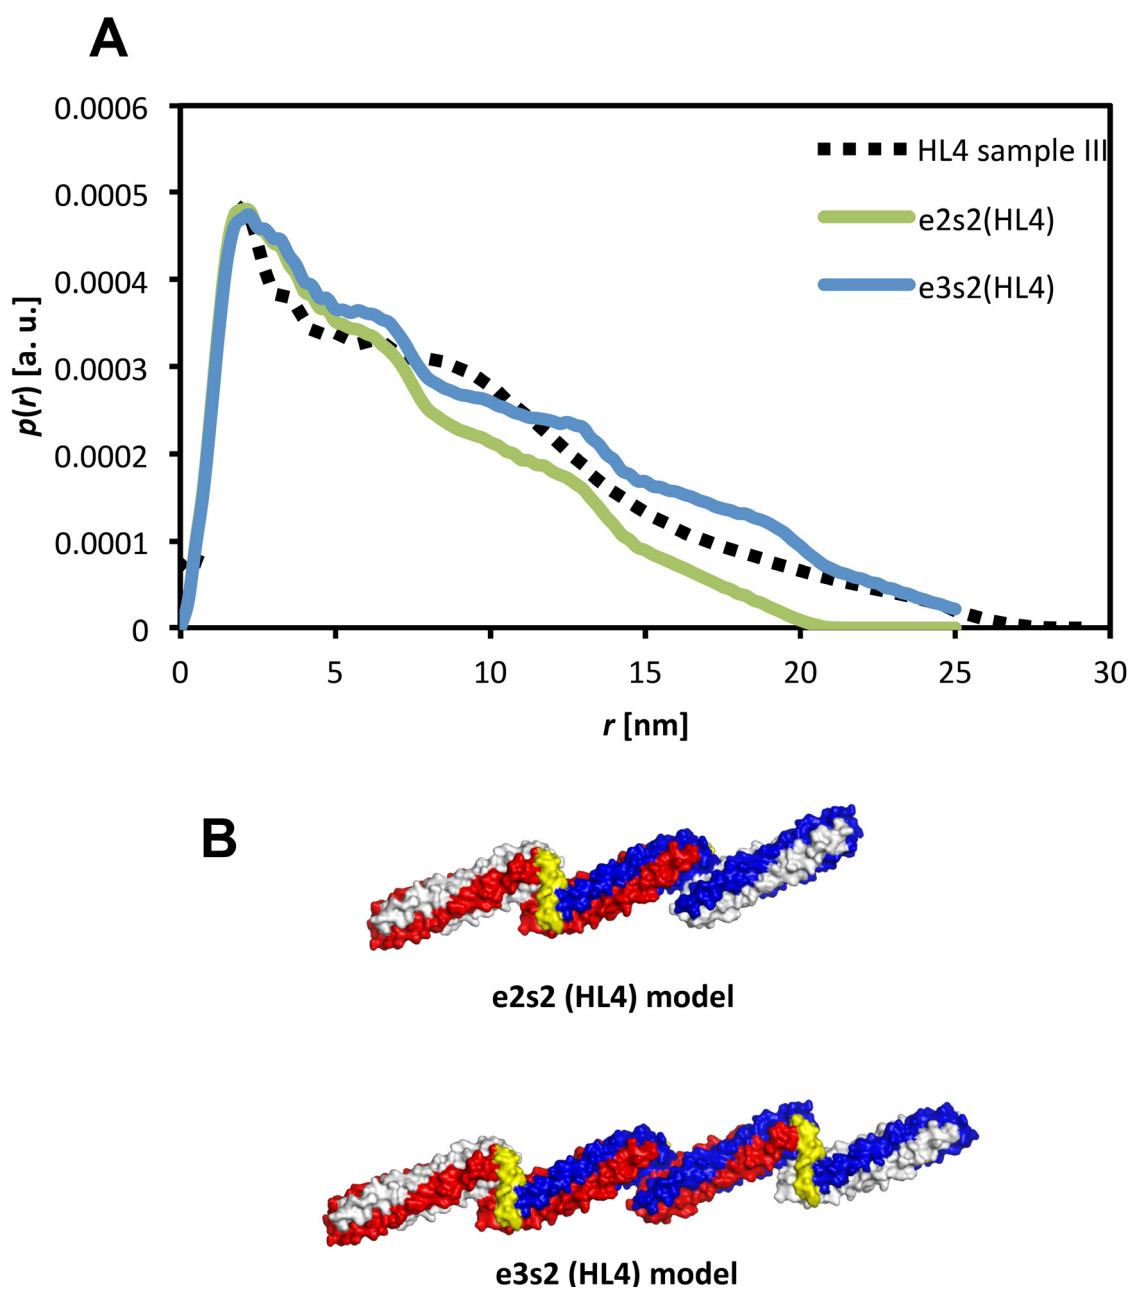 A
0.0006
0.0005
0.0004
0.0003
0.0002
0.0001
0
p(r) [a. u.]
HL4 sample III
e2s2(HL4)
e3s2(HL4)
0 5 10 15 20 25 30
r [nm]
B
e2s2 (HL4) model
e3s2 (HL4) model